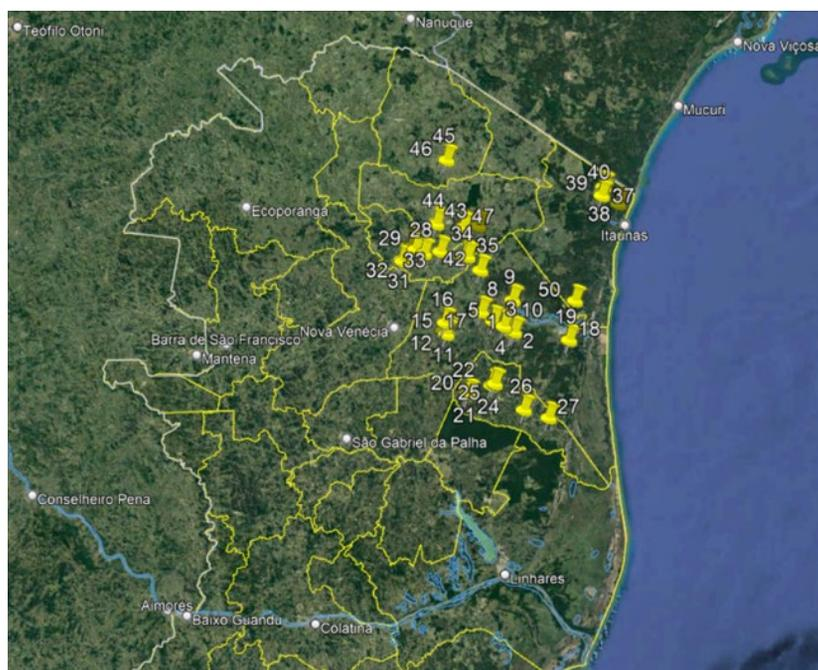 Nanuque
Teófilo Otoni
Nova Viçosa
Mucuri
45
46
40
39
37
38
Ecoporanga
44
43
47
Itaúnas
34
28
29
35
33
42
32
31
9
50
8
16
5
3
10
19
15
17
1
18
Nova Venécia
12
2
Barra de São Francisco
4
11
Mantena
22
20
26
25
24
27
21
São Gabriel da Palha
Conselheiro Pena
Linhares
Aimorés
Baixo Guandu
Colatina